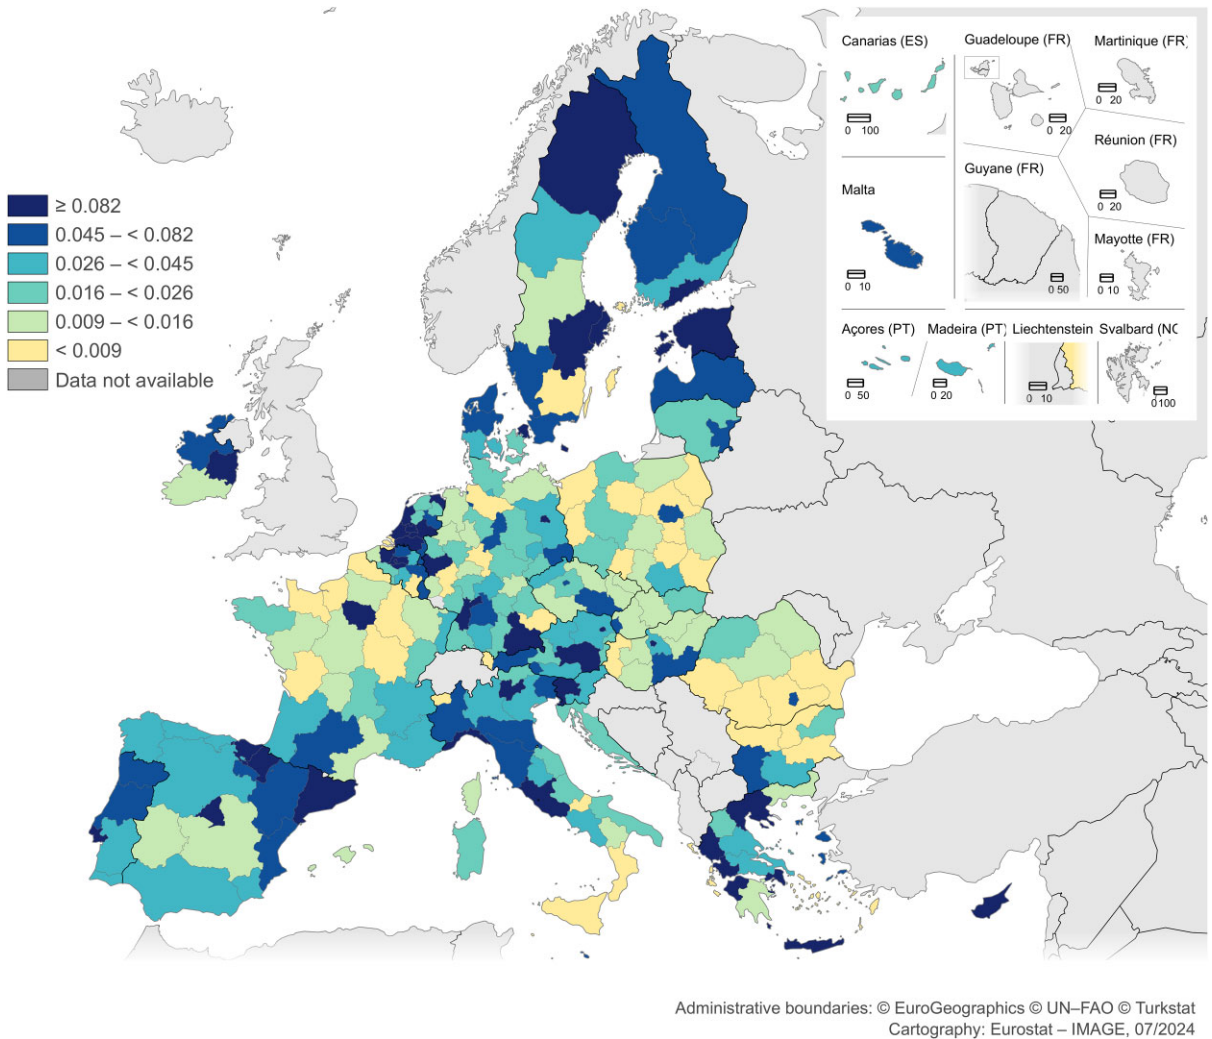 Canarias (ES)
0 100
Guadeloupe (FR)
0 20
Martinique (FR)
0 20
Réunion (FR)
0 20
Malta
0 10
Guyane (FR)
0 50
Mayotte (FR)
0 10
Açores (PT)
0 50
Madeira (PT)
0 20
Liechtenstein
0 10
Svalbard (NO
0 100
≥ 0.082
0.045 – < 0.082
0.026 – < 0.045
0.016 – < 0.026
0.009 – < 0.016
< 0.009
Data not available
Administrative boundaries: © EuroGeographics © UN–FAO © Turkstat
Cartography: Eurostat – IMAGE, 07/2024